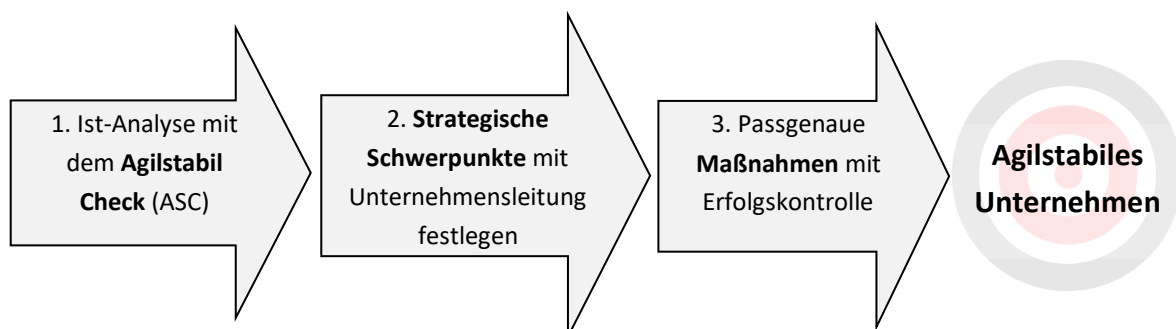 1. Ist-Analyse mit
dem Agilstabil
Check (ASC)
2. Strategische
Schwerpunkte mit
Unternehmensleitung
festlegen
3. Passgenaue
Maßnahmen mit
Erfolgskontrolle
Agilstabiles
Unternehmen